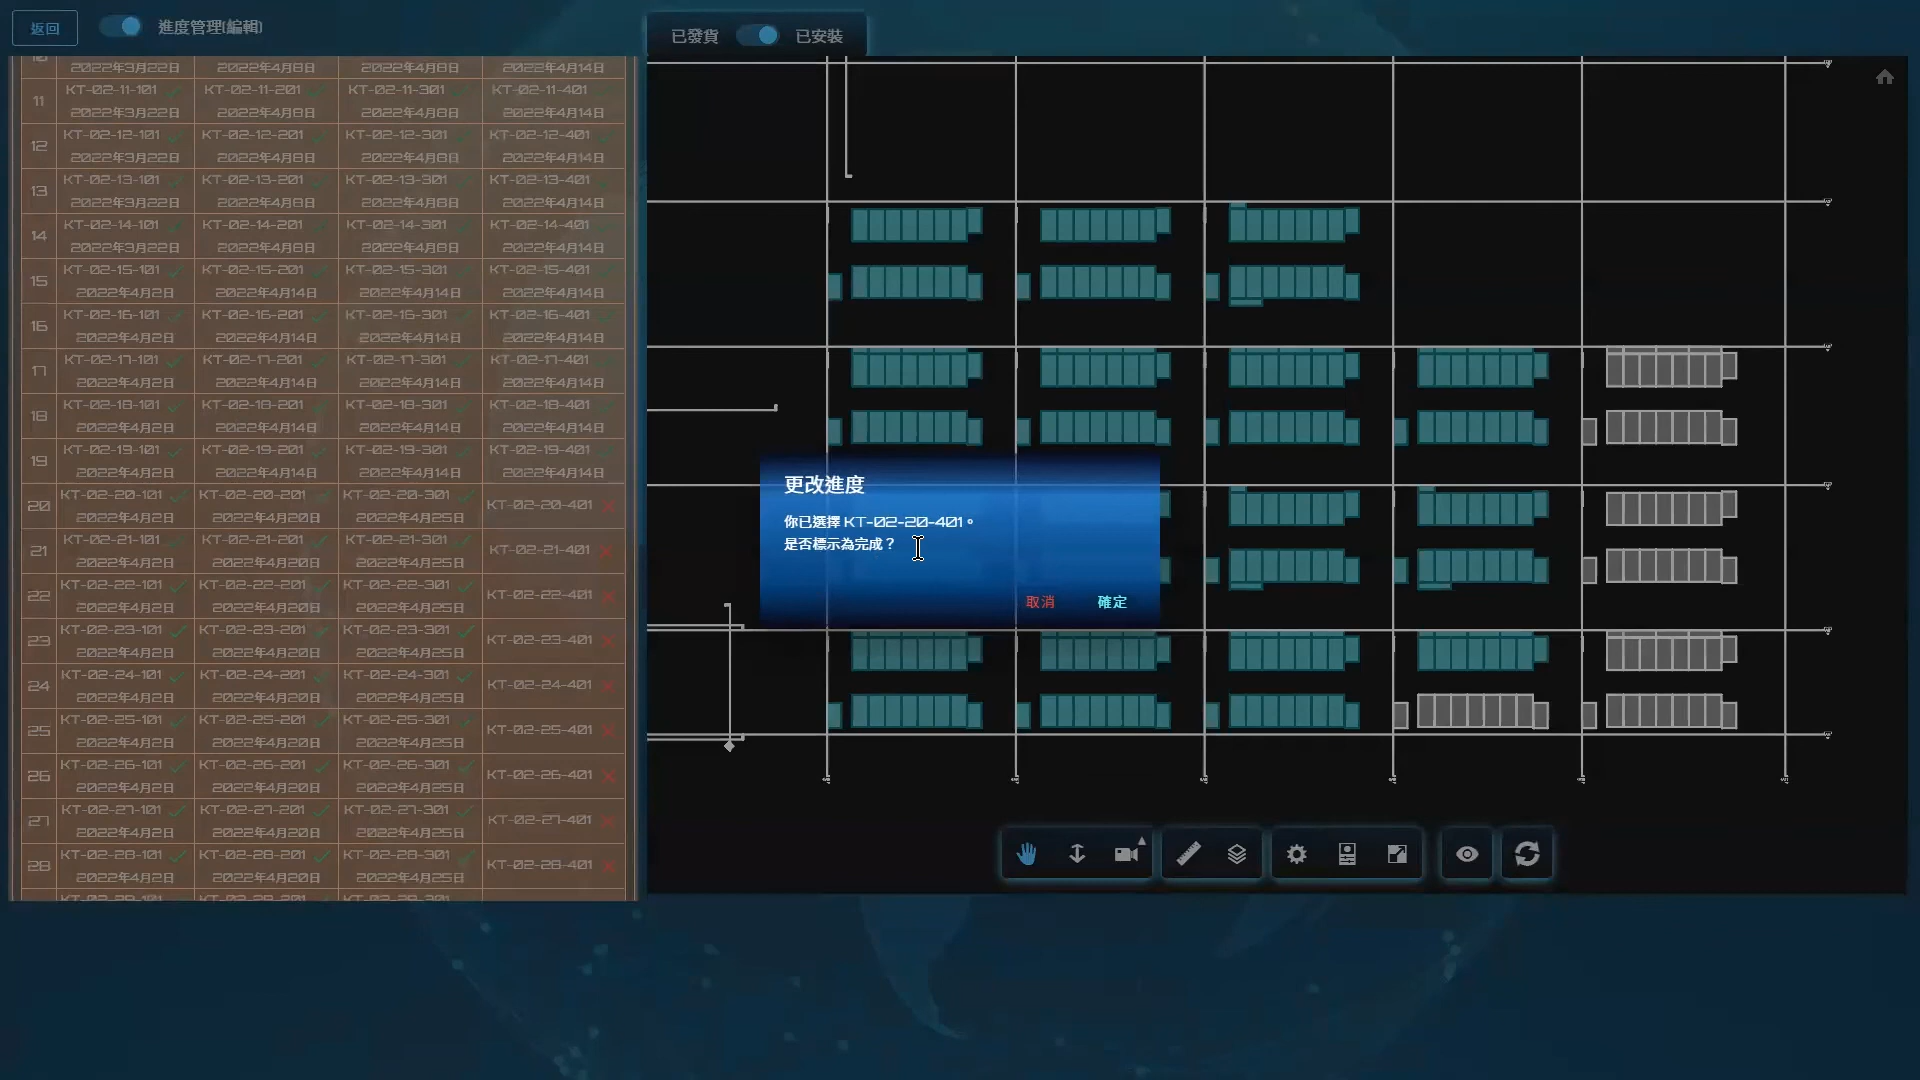 返回
進度管理(編輯)
已發貨
已安裝
2022年3月22日 2022年4月8日 2022年4月8日 2022年4月14日
11 KT-02-11-101 KT-02-11-201 KT-02-11-301 KT-02-11-401
2022年3月22日 2022年4月8日 2022年4月8日 2022年4月14日
12 KT-02-12-101 KT-02-12-201 KT-02-12-301 KT-02-12-401
2022年3月22日 2022年4月8日 2022年4月8日 2022年4月14日
13 KT-02-13-101 KT-02-13-201 KT-02-13-301 KT-02-13-401
2022年3月22日 2022年4月8日 2022年4月8日 2022年4月14日
14 KT-02-14-101 KT-02-14-201 KT-02-14-301 KT-02-14-401
2022年3月22日 2022年4月8日 2022年4月8日 2022年4月14日
15 KT-02-15-101 KT-02-15-201 KT-02-15-301 KT-02-15-401
2022年4月2日 2022年4月14日 2022年4月14日 2022年4月14日
16 KT-02-16-101 KT-02-16-201 KT-02-16-301 KT-02-16-401
2022年4月2日 2022年4月14日 2022年4月14日 2022年4月14日
17 KT-02-17-101 KT-02-17-201 KT-02-17-301 KT-02-17-401
2022年4月2日 2022年4月14日 2022年4月14日 2022年4月14日
18 KT-02-18-101 KT-02-18-201 KT-02-18-301 KT-02-18-401
2022年4月2日 2022年4月14日 2022年4月14日 2022年4月14日
19 KT-02-19-101 KT-02-19-201 KT-02-19-301 KT-02-19-401
2022年4月2日 2022年4月14日 2022年4月14日 2022年4月14日
20 KT-02-20-101 KT-02-20-201 KT-02-20-301 KT-02-20-401
2022年4月2日 2022年4月20日 2022年4月25日
21 KT-02-21-101 KT-02-21-201 KT-02-21-301 KT-02-21-401
2022年4月2日 2022年4月20日 2022年4月25日
22 KT-02-22-101 KT-02-22-201 KT-02-22-301 KT-02-22-401
2022年4月2日 2022年4月20日 2022年4月25日
23 KT-02-23-101 KT-02-23-201 KT-02-23-301 KT-02-23-401
2022年4月2日 2022年4月20日 2022年4月25日
24 KT-02-24-101 KT-02-24-201 KT-02-24-301 KT-02-24-401
2022年4月2日 2022年4月20日 2022年4月25日
25 KT-02-25-101 KT-02-25-201 KT-02-25-301 KT-02-25-401
2022年4月2日 2022年4月20日 2022年4月25日
26 KT-02-26-101 KT-02-26-201 KT-02-26-301 KT-02-26-401
2022年4月2日 2022年4月20日 2022年4月25日
27 KT-02-27-101 KT-02-27-201 KT-02-27-301 KT-02-27-401
2022年4月2日 2022年4月20日 2022年4月25日
28 KT-02-28-101 KT-02-28-201 KT-02-28-301 KT-02-28-401
2022年4月2日 2022年4月20日 2022年4月25日
更改進度
你已選擇 KT-02-20-401。
是否標示為完成？
取消
確定